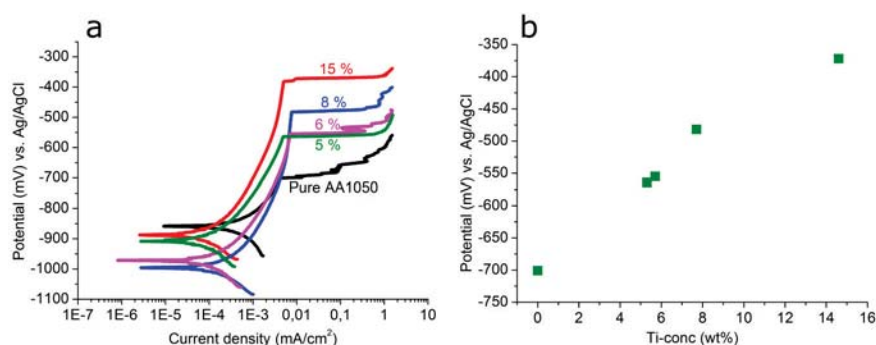 a
-200
-300
-400
-500
-600
-700
-800
-900
-1000
-1100
Potential (mV) vs. Ag/AgCl
15 %
8 %
6 %
5 %
Pure AA1050
1E-7 1E-6 1E-5 1E-4 1E-3 0,01 0,1 1 10
Current density (mA/cm²)
b
-350
-400
-450
-500
-550
-600
-650
-700
-750
Potential (mV) vs. Ag/AgCl
0 2 4 6 8 10 12 14 16
Ti-conc (wt%)